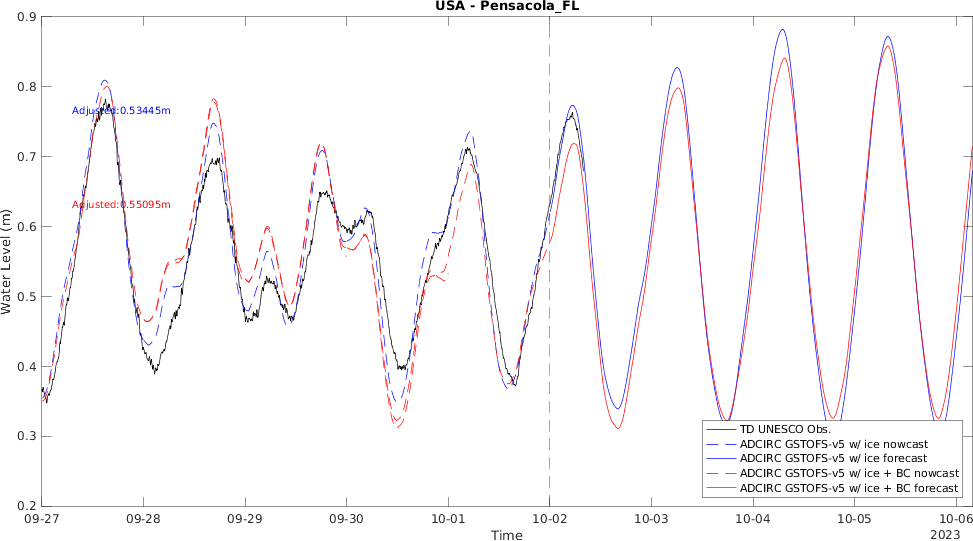 USA - Pensacola_FL
0.9
0.8
Adjusted:0.53445m
0.7
Adjusted:0.55095m
0.6
Water Level (m)
0.5
0.4
0.3
0.2
TD UNESCO Obs.
ADCIRC GSTOFS-v5 w/ ice nowcast
ADCIRC GSTOFS-v5 w/ ice forecast
ADCIRC GSTOFS-v5 w/ ice + BC nowcast
ADCIRC GSTOFS-v5 w/ ice + BC forecast
09-27 09-28 09-29 09-30 10-01 10-02 10-03 10-04 10-05 10-06
Time
2023